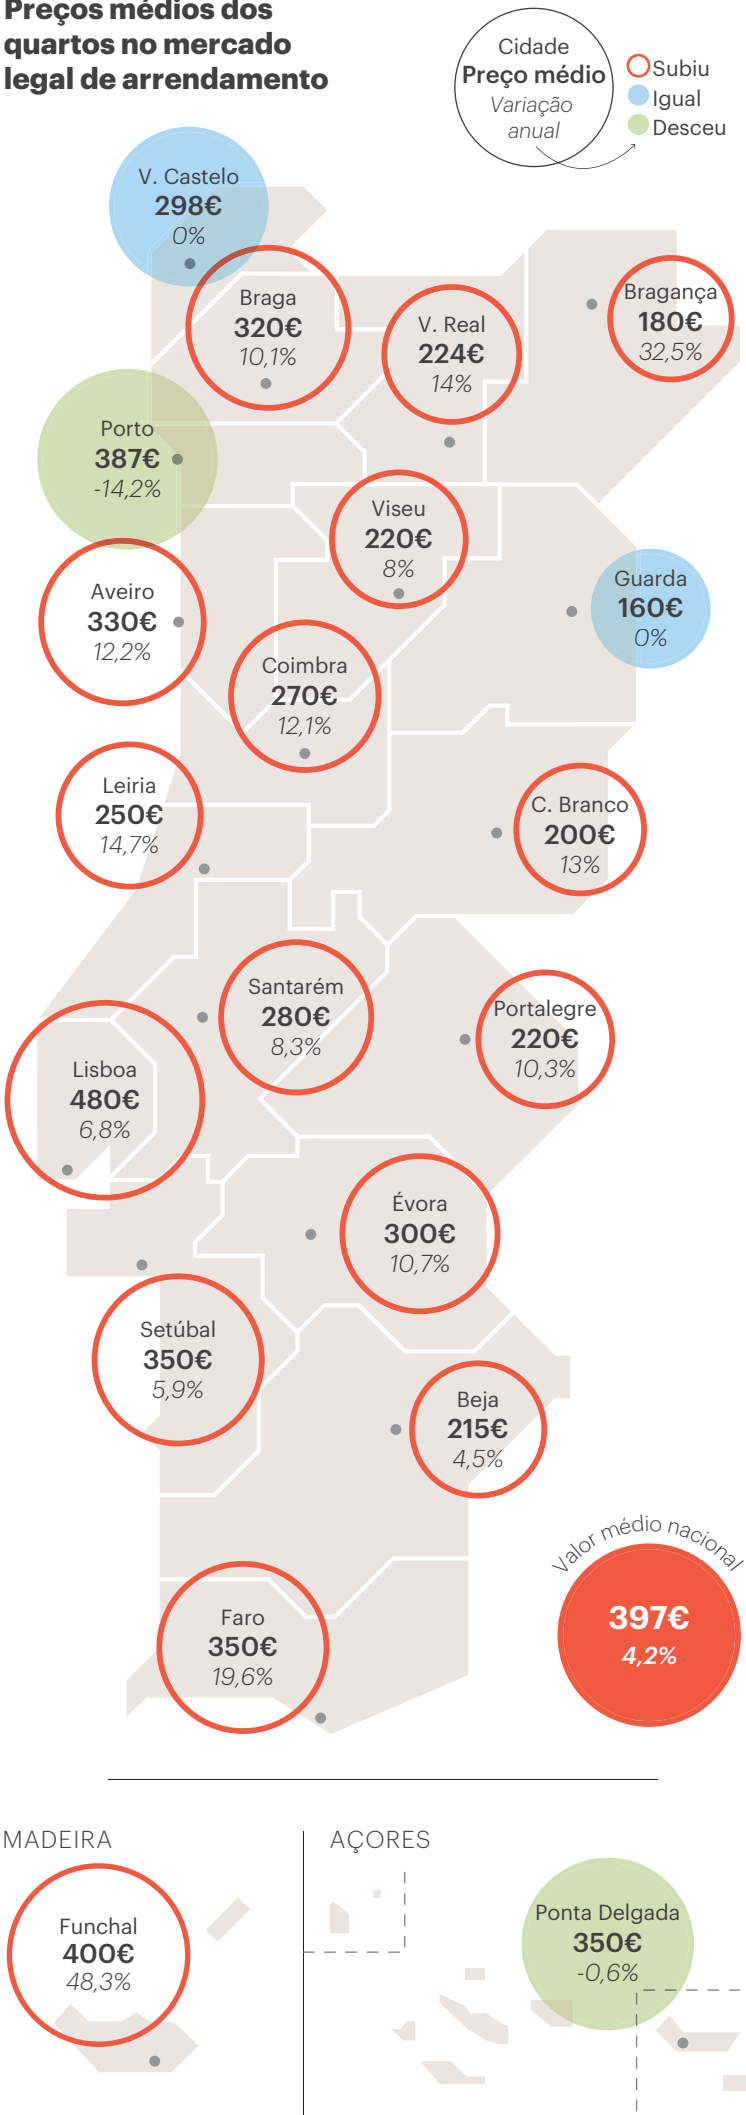 Preços médios dos
quartos no mercado
legal de arrendamento
Cidade
Preço médio
Variação
anual
Subiu
Igual
Desceu
V. Castelo
298€
0%
Braga
320€
10,1%
V. Real
224€
14%
Bragança
180€
32,5%
Porto
387€
-14,2%
Viseu
220€
8%
Aveiro
330€
12,2%
Guarda
160€
0%
Coimbra
270€
12,1%
Leiria
250€
14,7%
C. Branco
200€
13%
Santarém
280€
8,3%
Portalegre
220€
10,3%
Lisboa
480€
6,8%
Évora
300€
10,7%
Setúbal
350€
5,9%
Beja
215€
4,5%
Valor médio nacional
397€
4,2%
Faro
350€
19,6%
MADEIRA
Funchal
400€
48,3%
AÇORES
Ponta Delgada
350€
-0,6%